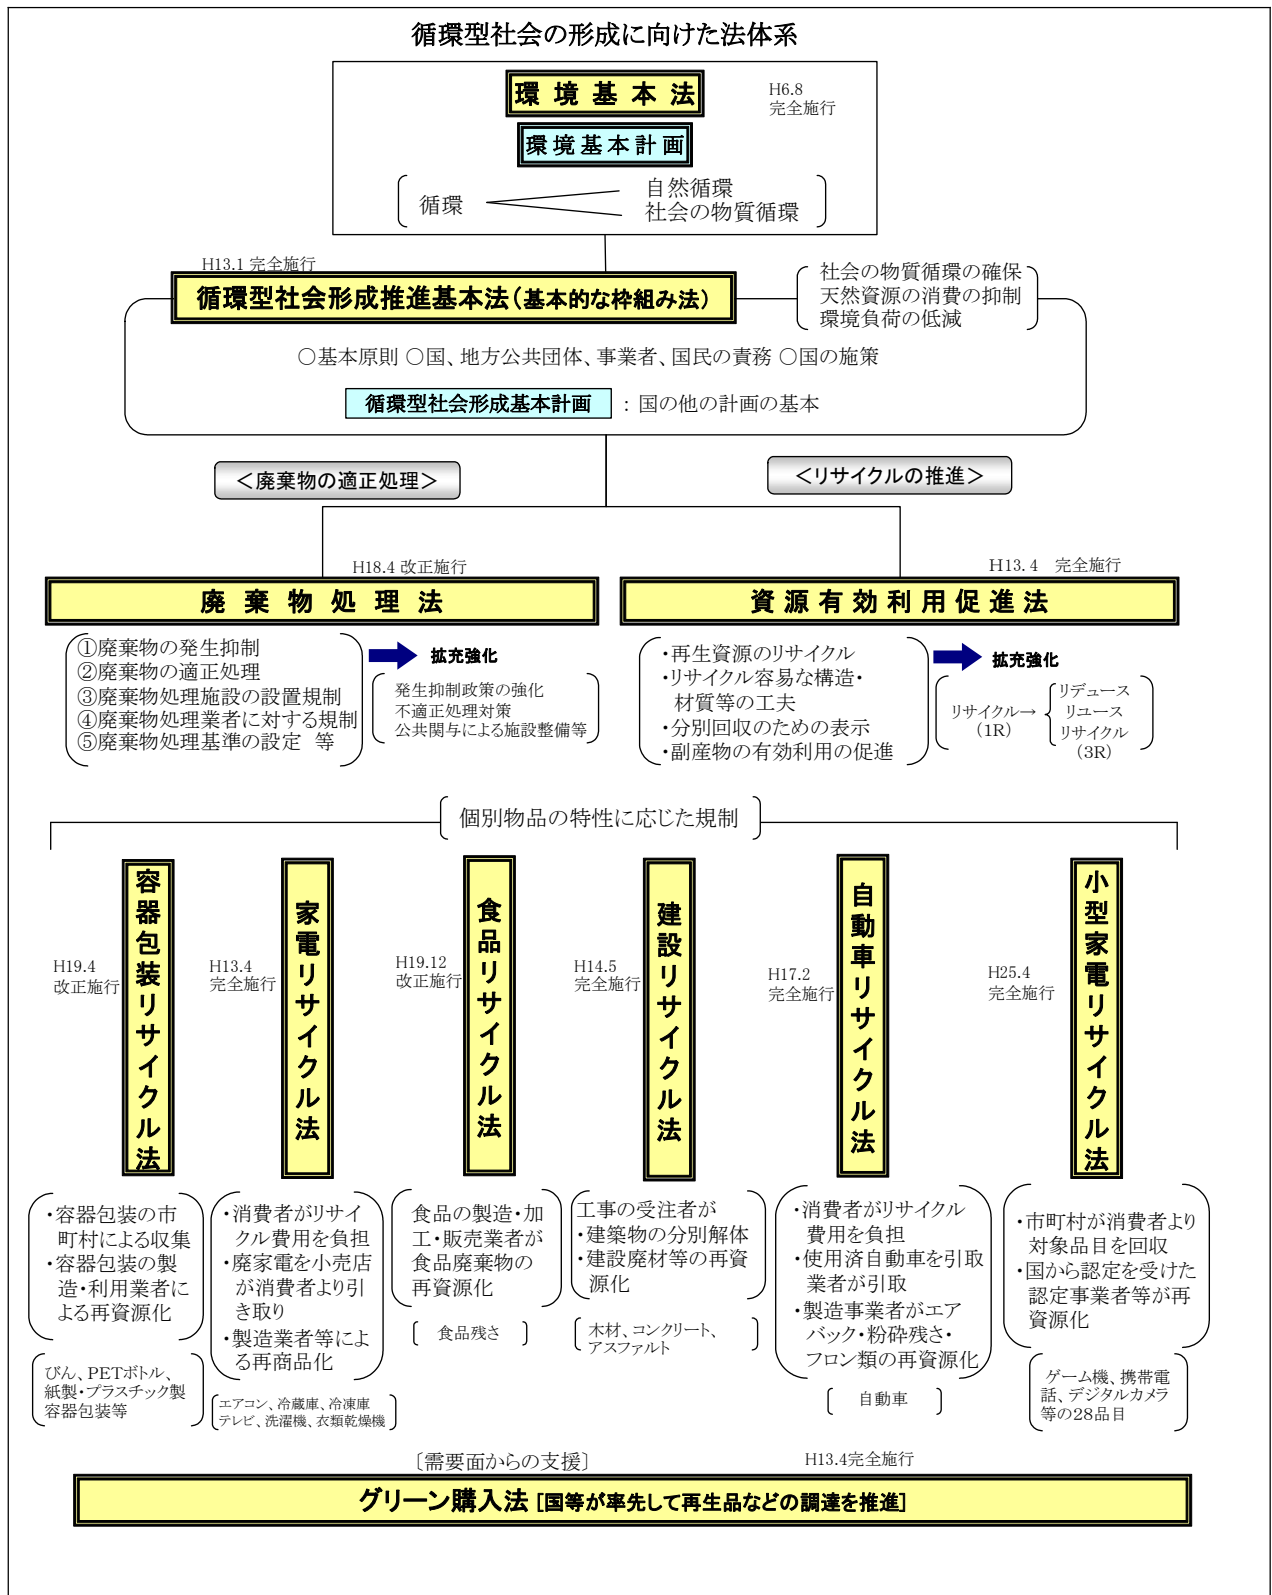 循環型社会の形成に向けた法体系
環境基本法
H6.8
完全施行
環境基本計画
循環
自然循環
社会の物質循環
H13.1 完全施行
循環型社会形成推進基本法(基本的な枠組み法)
社会の物質循環の確保
天然資源の消費の抑制
環境負荷の低減
○基本原則 ○国、地方公共団体、事業者、国民の責務 ○国の施策
循環型社会形成基本計画 : 国の他の計画の基本
<廃棄物の適正処理>
<リサイクルの推進>
H18.4 改正施行
廃棄物処理法
①廃棄物の発生抑制
②廃棄物の適正処理
③廃棄物処理施設の設置規制
④廃棄物処理業者に対する規制
⑤廃棄物処理基準の設定 等
拡充強化
発生抑制政策の強化
不適正処理対策
公共関与による施設整備等
H13.4 完全施行
資源有効利用促進法
・再生資源のリサイクル
・リサイクル容易な構造・
材質等の工夫
・分別回収のための表示
・副産物の有効利用の促進
拡充強化
リサイクル→
(1R)
リデュース
リユース
リサイクル
(3R)
個別物品の特性に応じた規制
容器包装リサイクル法
H19.4
改正施行
家電リサイクル法
H13.4
完全施行
食品リサイクル法
H19.12
改正施行
建設リサイクル法
H14.5
完全施行
自動車リサイクル法
H17.2
完全施行
小型家電リサイクル法
H25.4
完全施行
・容器包装の市
町村による収集
・容器包装の製
造・利用業者に
よる再資源化
びん、PETボトル、
紙製・プラスチック製
容器包装等
・消費者がリサイ
クル費用を負担
・廃家電を小売店
が消費者より引
き取り
・製造業者等によ
る再商品化
エアコン、冷蔵庫、冷凍庫
テレビ、洗濯機、衣類乾燥機
食品の製造・加
工・販売業者が
食品廃棄物の
再資源化
食品残さ
工事の受注者が
・建築物の分別解体
・建設廃材等の再資
源化
木材、コンクリート、
アスファルト
・消費者がリサイクル
費用を負担
・使用済自動車を引取
業者が引取
・製造事業者がエア
バック・粉砕残さ・
フロン類の再資源化
自動車
・市町村が消費者より
対象品目を回収
・国から認定を受けた
認定事業者等が再
資源化
ゲーム機、携帯電
話、デジタルカメラ
等の28品目
〔需要面からの支援〕
H13.4完全施行
グリーン購入法 [国等が率先して再生品などの調達を推進]